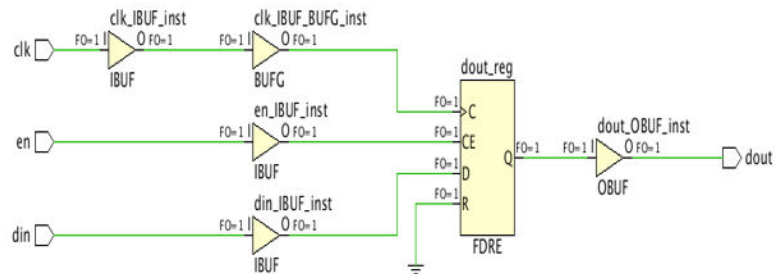 clk_IBUF_inst
clk_IBUF_BUFG_inst
clk
FO=1 I O FO=1
FO=1 I O FO=1
IBUF
BUFG
dout_reg
en_IBUF_inst
en
FO=1 I O FO=1
IBUF
FO=1 C
FO=1 CE
FO=1 D
FO=1 R
Q FO=1
FDRE
dout_OBUF_inst
FO=1 I O FO=1
OBUF
dout
din_IBUF_inst
din
FO=1 I O FO=1
IBUF